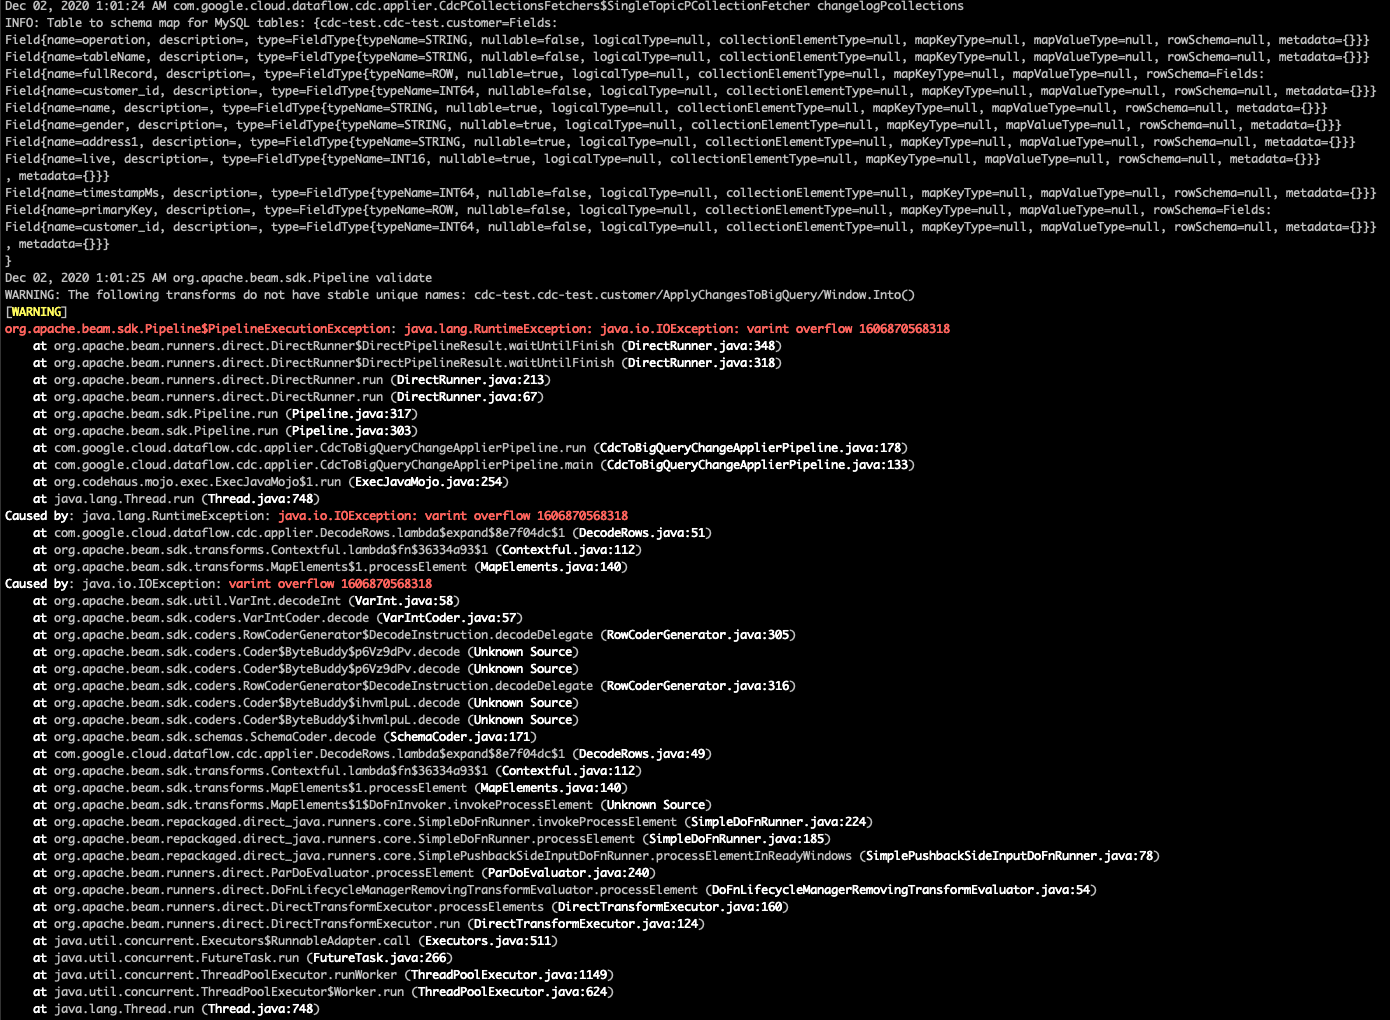 Dec 02, 2020 1:01:24 AM com.google.cloud.dataflow.cdc.applier.CdcPCollectionsFetchers$SingleTopicPCollectionFetcher changelogPcollections
INFO: Table to schema map for MySQL tables: {cdc-test.cdc-test.customer=Fields:
Field{name=operation, description=, type=FieldType{typeName=STRING, nullable=false, logicalType=null, collectionElementType=null, mapKeyType=null, mapValueType=null, rowSchema=null, metadata={}}}
Field{name=tableName, description=, type=FieldType{typeName=STRING, nullable=false, logicalType=null, collectionElementType=null, mapKeyType=null, mapValueType=null, rowSchema=null, metadata={}}}
Field{name=fullRecord, description=, type=FieldType{typeName=ROW, nullable=true, logicalType=null, collectionElementType=null, mapKeyType=null, mapValueType=null, rowSchema=Fields:
Field{name=customer_id, description=, type=FieldType{typeName=INT64, nullable=false, logicalType=null, collectionElementType=null, mapKeyType=null, mapValueType=null, rowSchema=null, metadata={}}}
Field{name=name, description=, type=FieldType{typeName=STRING, nullable=true, logicalType=null, collectionElementType=null, mapKeyType=null, mapValueType=null, rowSchema=null, metadata={}}}
Field{name=gender, description=, type=FieldType{typeName=STRING, nullable=true, logicalType=null, collectionElementType=null, mapKeyType=null, mapValueType=null, rowSchema=null, metadata={}}}
Field{name=address1, description=, type=FieldType{typeName=STRING, nullable=true, logicalType=null, collectionElementType=null, mapKeyType=null, mapValueType=null, rowSchema=null, metadata={}}}
Field{name=live, description=, type=FieldType{typeName=INT16, nullable=true, logicalType=null, collectionElementType=null, mapKeyType=null, mapValueType=null, rowSchema=null, metadata={}}}
, metadata={}}}
Field{name=timestampMs, description=, type=FieldType{typeName=INT64, nullable=false, logicalType=null, collectionElementType=null, mapKeyType=null, mapValueType=null, rowSchema=null, metadata={}}}
Field{name=primaryKey, description=, type=FieldType{typeName=ROW, nullable=false, logicalType=null, collectionElementType=null, mapKeyType=null, mapValueType=null, rowSchema=Fields:
Field{name=customer_id, description=, type=FieldType{typeName=INT64, nullable=false, logicalType=null, collectionElementType=null, mapKeyType=null, mapValueType=null, rowSchema=null, metadata={}}}
, metadata={}}}
}
Dec 02, 2020 1:01:25 AM org.apache.beam.sdk.Pipeline validate
WARNING: The following transforms do not have stable unique names: cdc-test.cdc-test.customer/ApplyChangesToBigQuery/Window.Into()
[WARNING]
org.apache.beam.sdk.Pipeline$PipelineExecutionException: java.lang.RuntimeException: java.io.IOException: varint overflow 1606870568318
at org.apache.beam.runners.direct.DirectRunner$DirectPipelineResult.waitUntilFinish (DirectRunner.java:348)
at org.apache.beam.runners.direct.DirectRunner$DirectPipelineResult.waitUntilFinish (DirectRunner.java:318)
at org.apache.beam.runners.direct.DirectRunner.run (DirectRunner.java:213)
at org.apache.beam.runners.direct.DirectRunner.run (DirectRunner.java:67)
at org.apache.beam.sdk.Pipeline.run (Pipeline.java:317)
at org.apache.beam.sdk.Pipeline.run (Pipeline.java:303)
at com.google.cloud.dataflow.cdc.applier.CdcToBigQueryChangeApplierPipeline.run (CdcToBigQueryChangeApplierPipeline.java:178)
at com.google.cloud.dataflow.cdc.applier.CdcToBigQueryChangeApplierPipeline.main (CdcToBigQueryChangeApplierPipeline.java:133)
at org.codehaus.mojo.exec.ExecJavaMojo$1.run (ExecJavaMojo.java:254)
at java.lang.Thread.run (Thread.java:748)
Caused by: java.lang.RuntimeException: java.io.IOException: varint overflow 1606870568318
at com.google.cloud.dataflow.cdc.applier.DecodeRows.lambda$expand$8e7f04dc$1 (DecodeRows.java:51)
at org.apache.beam.sdk.transforms.Contextful.lambda$fn$36334a93$1 (Contextful.java:112)
at org.apache.beam.sdk.transforms.MapElements$1.processElement (MapElements.java:140)
Caused by: java.io.IOException: varint overflow 1606870568318
at org.apache.beam.sdk.util.VarInt.decodeInt (VarInt.java:58)
at org.apache.beam.sdk.coders.VarIntCoder.decode (VarIntCoder.java:57)
at org.apache.beam.sdk.coders.RowCoderGenerator$DecodeInstruction.decodeDelegate (RowCoderGenerator.java:305)
at org.apache.beam.sdk.coders.Coder$ByteBuddy$p6Vz9dPv.decode (Unknown Source)
at org.apache.beam.sdk.coders.Coder$ByteBuddy$p6Vz9dPv.decode (Unknown Source)
at org.apache.beam.sdk.coders.RowCoderGenerator$DecodeInstruction.decodeDelegate (RowCoderGenerator.java:316)
at org.apache.beam.sdk.coders.Coder$ByteBuddy$ihvmlpuL.decode (Unknown Source)
at org.apache.beam.sdk.coders.Coder$ByteBuddy$ihvmlpuL.decode (Unknown Source)
at org.apache.beam.sdk.schemas.SchemaCoder.decode (SchemaCoder.java:171)
at com.google.cloud.dataflow.cdc.applier.DecodeRows.lambda$expand$8e7f04dc$1 (DecodeRows.java:49)
at org.apache.beam.sdk.transforms.Contextful.lambda$fn$36334a93$1 (Contextful.java:112)
at org.apache.beam.sdk.transforms.MapElements$1.processElement (MapElements.java:140)
at org.apache.beam.sdk.transforms.MapElements$1$DoFnInvoker.invokeProcessElement (Unknown Source)
at org.apache.beam.repackaged.direct_java.runners.core.SimpleDoFnRunner.invokeProcessElement (SimpleDoFnRunner.java:224)
at org.apache.beam.repackaged.direct_java.runners.core.SimpleDoFnRunner.processElement (SimpleDoFnRunner.java:185)
at org.apache.beam.repackaged.direct_java.runners.core.SimplePushbackSideInputDoFnRunner.processElementInReadyWindows (SimplePushbackSideInputDoFnRunner.java:78)
at org.apache.beam.runners.direct.ParDoEvaluator.processElement (ParDoEvaluator.java:240)
at org.apache.beam.runners.direct.DoFnLifecycleManagerRemovingTransformEvaluator.processElement (DoFnLifecycleManagerRemovingTransformEvaluator.java:54)
at org.apache.beam.runners.direct.DirectTransformExecutor.processElements (DirectTransformExecutor.java:160)
at org.apache.beam.runners.direct.DirectTransformExecutor.run (DirectTransformExecutor.java:124)
at java.util.concurrent.Executors$RunnableAdapter.call (Executors.java:511)
at java.util.concurrent.FutureTask.run (FutureTask.java:266)
at java.util.concurrent.ThreadPoolExecutor.runWorker (ThreadPoolExecutor.java:1149)
at java.util.concurrent.ThreadPoolExecutor$Worker.run (ThreadPoolExecutor.java:624)
at java.lang.Thread.run (Thread.java:748)